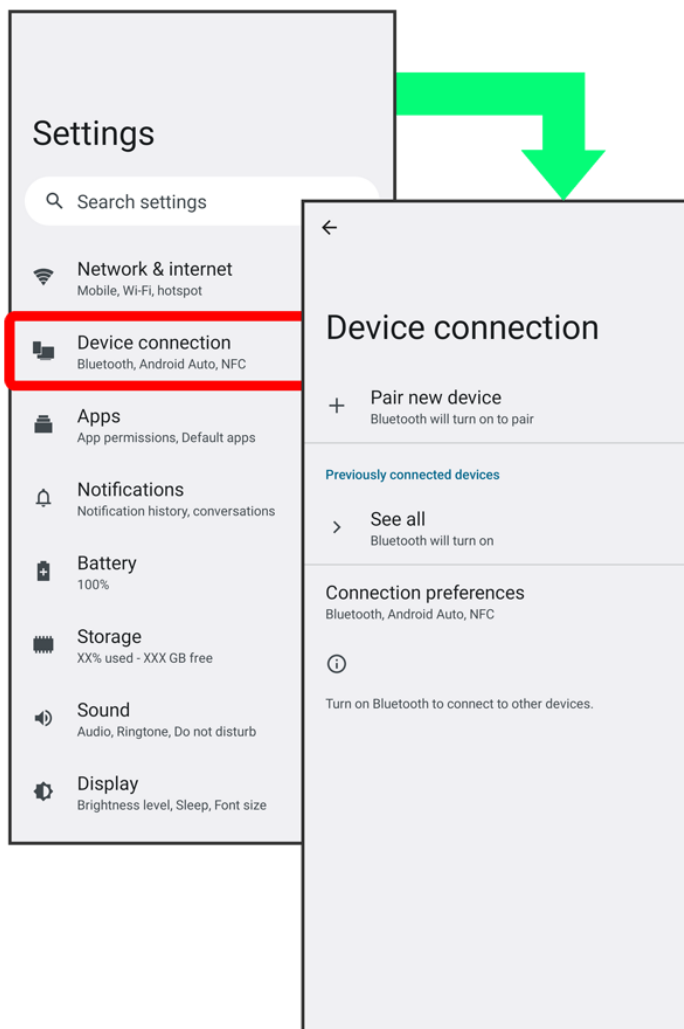 Settings
Search settings
Network & internet
Mobile, Wi-Fi, hotspot
Device connection
Bluetooth, Android Auto, NFC
Apps
App permissions, Default apps
Notifications
Notification history, conversations
Battery
100%
Storage
XX% used - XXX GB free
Sound
Audio, Ringtone, Do not disturb
Display
Brightness level, Sleep, Font size
Device connection
Pair new device
Bluetooth will turn on to pair
Previously connected devices
See all
Bluetooth will turn on
Connection preferences
Bluetooth, Android Auto, NFC
Turn on Bluetooth to connect to other devices.